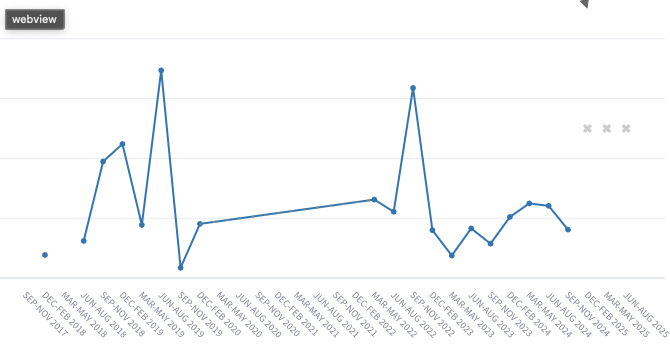 webview
SEP-NOV 2017
DEC-FEB 2018
MAR-MAY 2018
JUN-AUG 2018
SEP-NOV 2018
DEC-FEB 2019
MAR-MAY 2019
JUN-AUG 2019
SEP-NOV 2019
DEC-FEB 2020
MAR-MAY 2020
JUN-AUG 2020
SEP-NOV 2020
DEC-FEB 2021
MAR-MAY 2021
JUN-AUG 2021
SEP-NOV 2021
DEC-FEB 2022
MAR-MAY 2022
JUN-AUG 2022
SEP-NOV 2022
DEC-FEB 2023
MAR-MAY 2023
JUN-AUG 2023
SEP-NOV 2023
DEC-FEB 2024
MAR-MAY 2024
JUN-AUG 2024
SEP-NOV 2024
DEC-FEB 2025
MAR-MAY 2025
JUN-AUG 2025